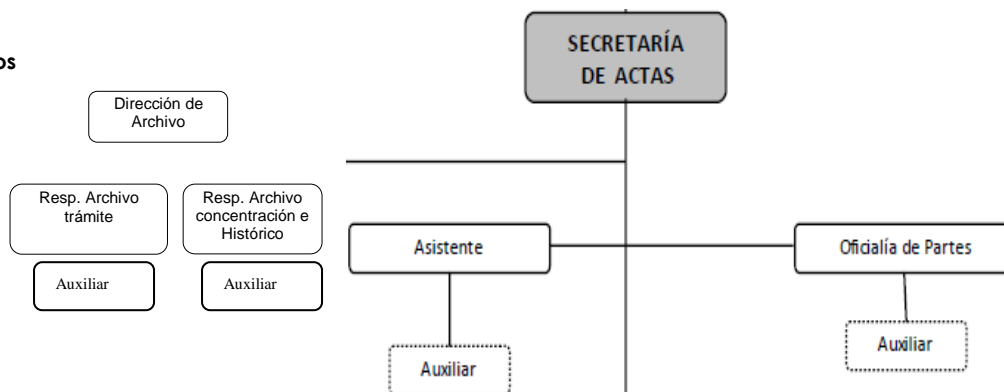 os
Dirección de
Archivo
Resp. Archivo
trámite
Resp. Archivo
concentración e
Histórico
Auxiliar
Auxiliar
SECRETARÍA
DE ACTAS
Asistente
Oficialía de Partes
Auxiliar
Auxiliar